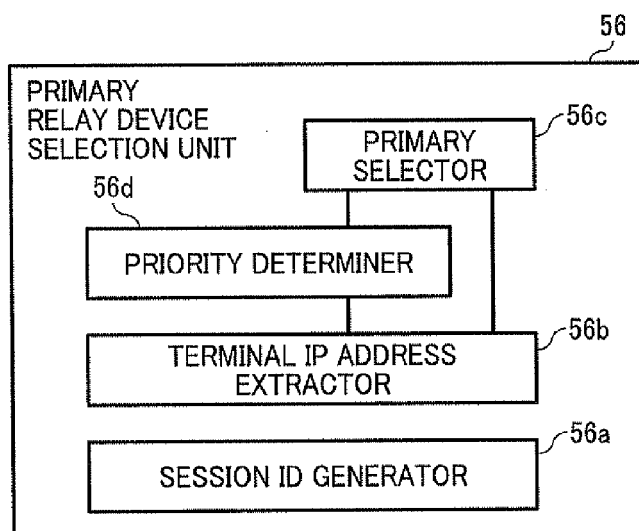 56
PRIMARY
RELAY DEVICE
SELECTION UNIT
56c
PRIMARY
SELECTOR
56d
PRIORITY DETERMINER
56b
TERMINAL IP ADDRESS
EXTRACTOR
56a
SESSION ID GENERATOR